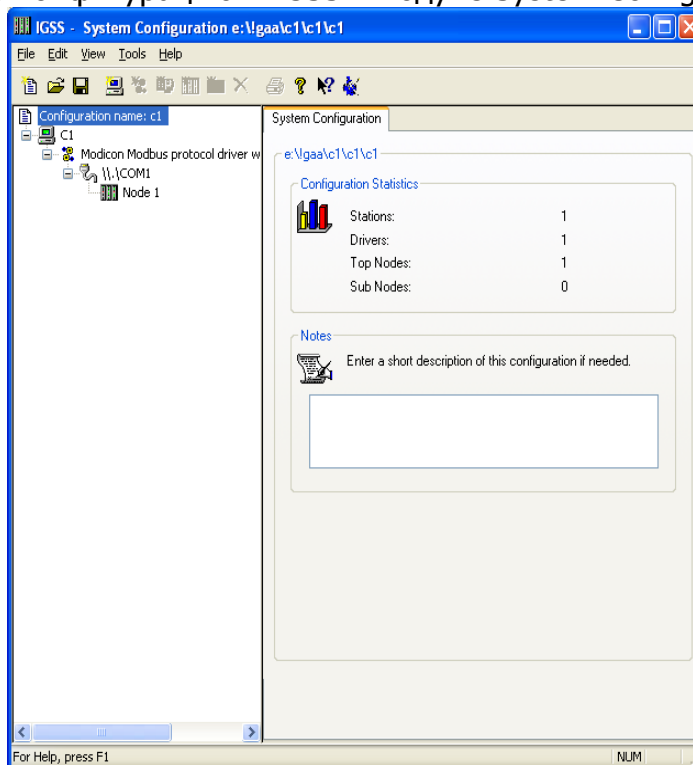 IGSS - System Configuration e:\!gaa\c1\c1\c1
File Edit View Tools Help
Configuration name: c1
C1
Modicon Modbus protocol driver w
\\.\COM1
Node 1
System Configuration
e:\!gaa\c1\c1\c1
Configuration Statistics
Stations: 1
Drivers: 1
Top Nodes: 1
Sub Nodes: 0
Notes
Enter a short description of this configuration if needed.
For Help, press F1
NUM